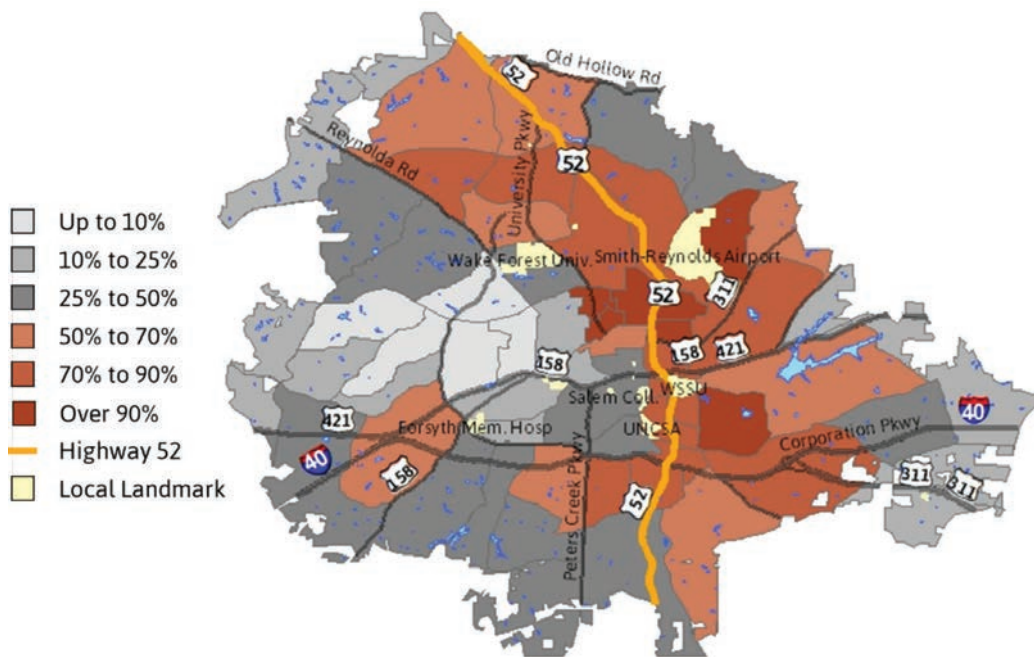 Up to 10%
10% to 25%
25% to 50%
50% to 70%
70% to 90%
Over 90%
Highway 52
Local Landmark
52
Old Hollow Rd
Reynolda Rd
University Pkwy
52
Wake Forest Univ.
Smith-Reynolds Airport
52
311
158
158
421
WSSU
Salem Coll.
421
Forsyth Mem. Hosp
UNCSA
40
Corporation Pkwy
40
158
Peters Creek Pkwy
52
311
311